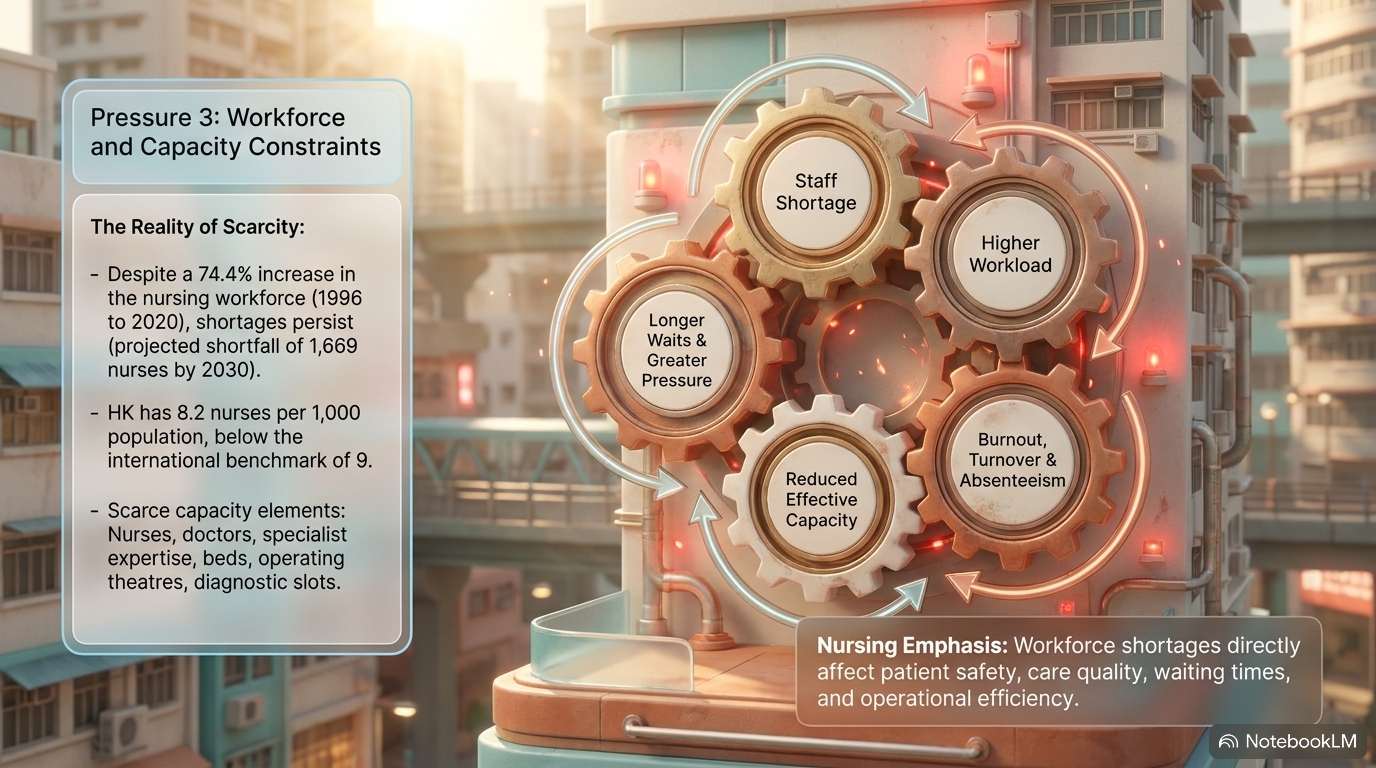 Pressure 3: Workforce
and Capacity Constraints
The Reality of Scarcity:
- Despite a 74.4% increase in
the nursing workforce (1996
to 2020), shortages persist
(projected shortfall of 1,669
nurses by 2030).
- HK has 8.2 nurses per 1,000
population, below the
international benchmark of 9.
- Scarce capacity elements:
Nurses, doctors, specialist
expertise, beds, operating
theatres, diagnostic slots.
Staff
Shortage
Higher
Workload
Burnout,
Turnover &
Absenteeism
Reduced
Effective
Capacity
Longer
Waits &
Greater
Pressure
Nursing Emphasis: Workforce shortages directly
affect patient safety, care quality, waiting times,
and operational efficiency.
NotebookLM